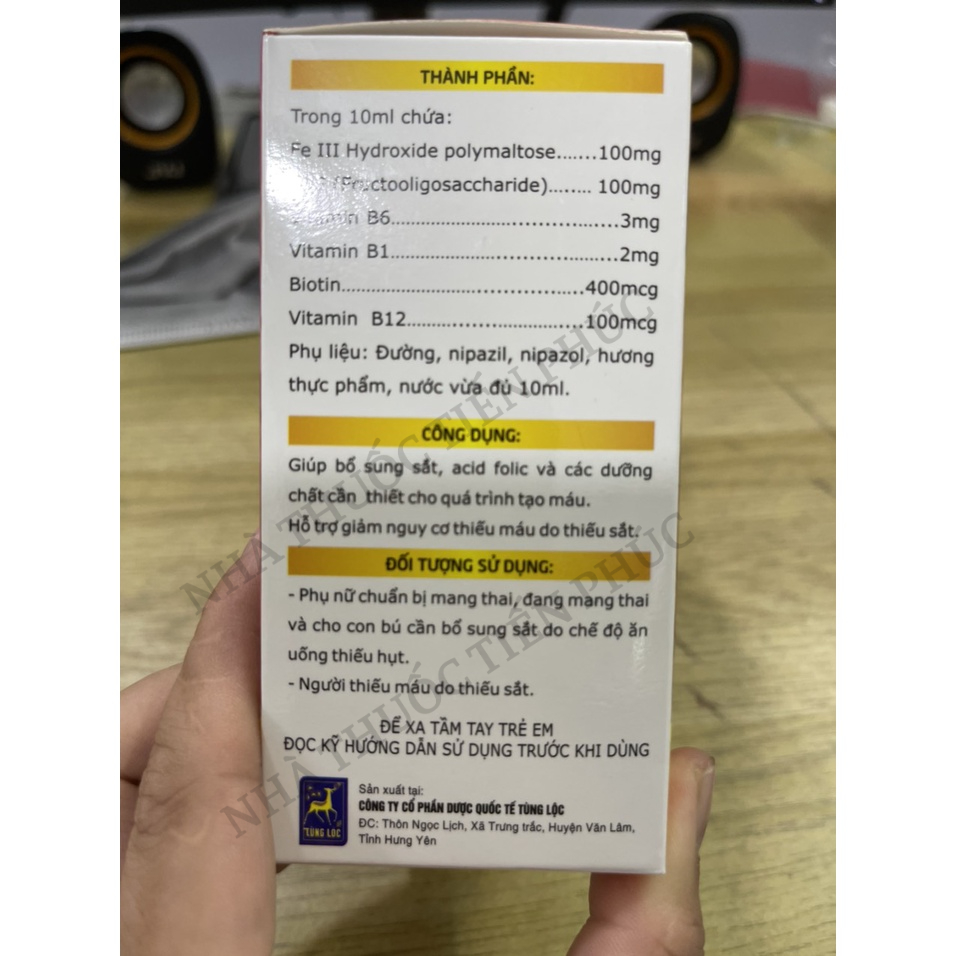 THÀNH PHẦN:
Trong 10ml chứa:
Fe III Hydroxide polymaltose.......100mg
(Fructooligosaccharide)........ 100mg
Vitamin B6.......................................3mg
Vitamin B1.......................................2mg
Biotin.........................................400mcg
Vitamin B12..............................100mcg
Phụ liệu: Đường, nipazil, nipazol, hương
thực phẩm, nước vừa đủ 10ml.
CÔNG DỤNG:
Giúp bổ sung sắt, acid folic và các dưỡng
chất cần thiết cho quá trình tạo máu.
Hỗ trợ giảm nguy cơ thiếu máu do thiếu sắt.
ĐỐI TƯỢNG SỬ DỤNG:
- Phụ nữ chuẩn bị mang thai, đang mang thai
và cho con bú cần bổ sung sắt do chế độ ăn
uống thiếu hụt.
- Người thiếu máu do thiếu sắt.
ĐỂ XA TẦM TAY TRẺ EM
ĐỌC KỸ HƯỚNG DẪN SỬ DỤNG TRƯỚC KHI DÙNG
Sản xuất tại:
CÔNG TY CỔ PHẦN DƯỢC QUỐC TẾ TÙNG LỘC
ĐC: Thôn Ngọc Lịch, Xã Trưng trắc, Huyện Văn Lâm,
Tỉnh Hưng Yên
TÙNG LỘC
NHÀ THUỐC TIẾN PHÚC
NHÀ THUỐC TIẾN PHÚC